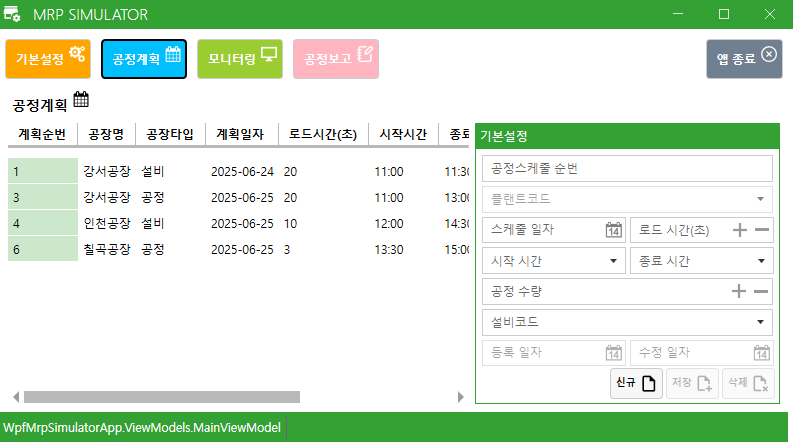 MRP SIMULATOR
기본설정 공정계획 모니터링 공정보고 앱 종료
공정계획
계획순번 공장명 공장타입 계획일자 로드시간(초) 시작시간 종료
1 강서공장 설비 2025-06-24 20 11:00 11:30
3 강서공장 공정 2025-06-25 20 11:00 13:00
4 인천공장 설비 2025-06-25 10 12:00 14:30
6 칠곡공장 공정 2025-06-25 3 13:30 15:00
기본설정
공정스케줄 순번
플랜트코드
스케줄 일자 14 로드 시간(초)
시작 시간 종료 시간
공정 수량
설비코드
등록 일자 14 수정 일자 14
신규 저장 삭제
WpfMrpSimulatorApp.ViewModels.MainViewModel